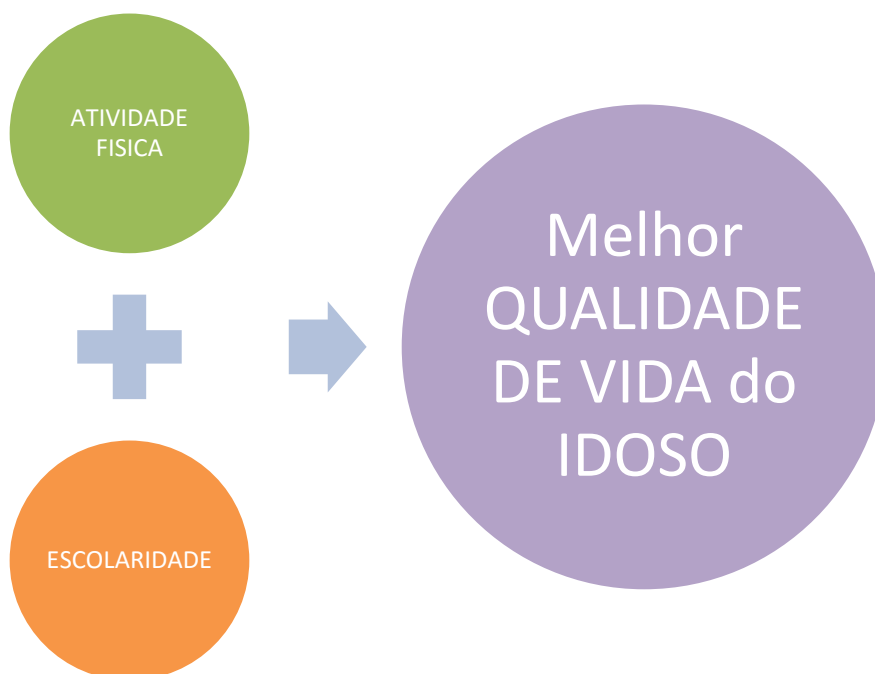 ATIVIDADE
FISICA
ESCOLARIDADE
Melhor
QUALIDADE
DE VIDA do
IDOSO